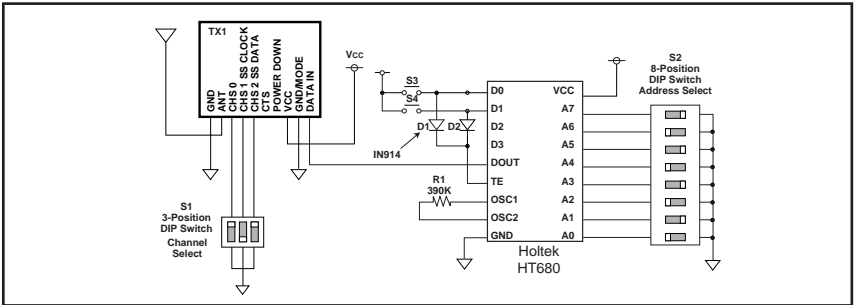 TX1
GND
ANT
CHS 0
CHS 1 SS CLOCK
CHS 2 SS DATA
CTS
POWER DOWN
VCC
GND/MODE
DATA IN
VCC
S1
3-Position
DIP Switch
Channel
Select
S3
S4
D1
D2
IN914
R1
390K
D0
D1
D2
D3
DOUT
TE
OSC1
OSC2
GND
VCC
A7
A6
A5
A4
A3
A2
A1
A0
Holtek
HT680
S2
8-Position
DIP Switch
Address Select